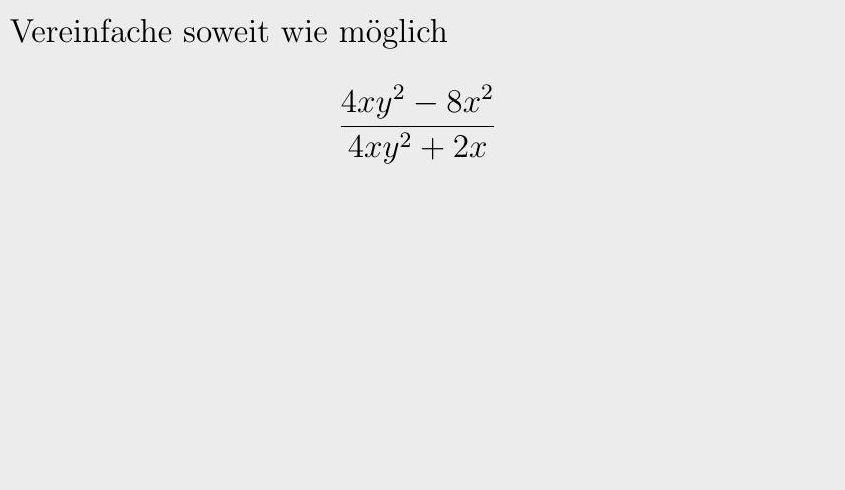 Vereinfache soweit wie möglich
4xy² − 8x²
4xy² + 2x